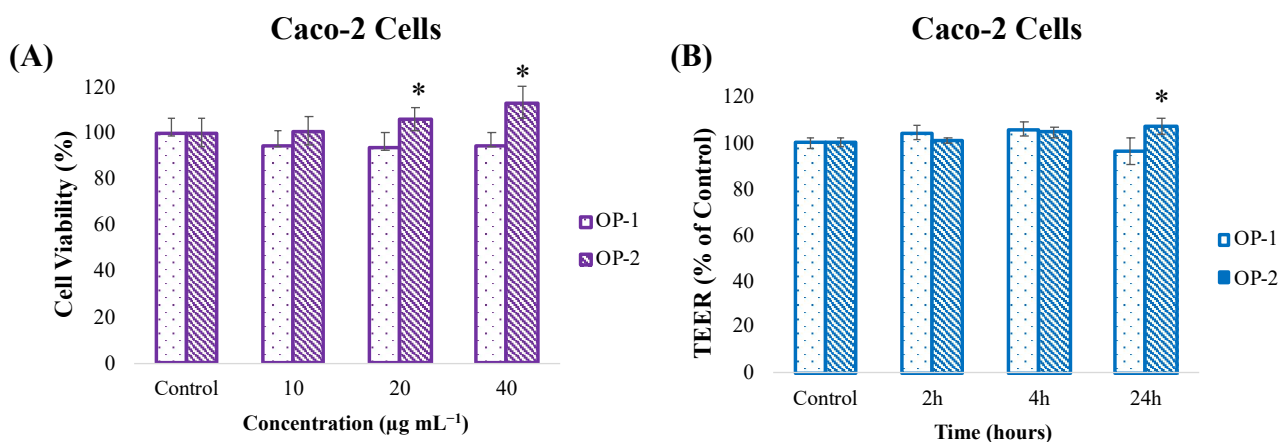 Caco-2 Cells
(A)
Cell Viability (%)
120
100
80
60
40
20
0
*
*
Control
10
20
40
Concentration (µg mL⁻¹)
OP-1
OP-2
Caco-2 Cells
(B)
TEER (% of Control)
120
100
80
60
40
20
0
*
Control
2h
4h
24h
Time (hours)
OP-1
OP-2